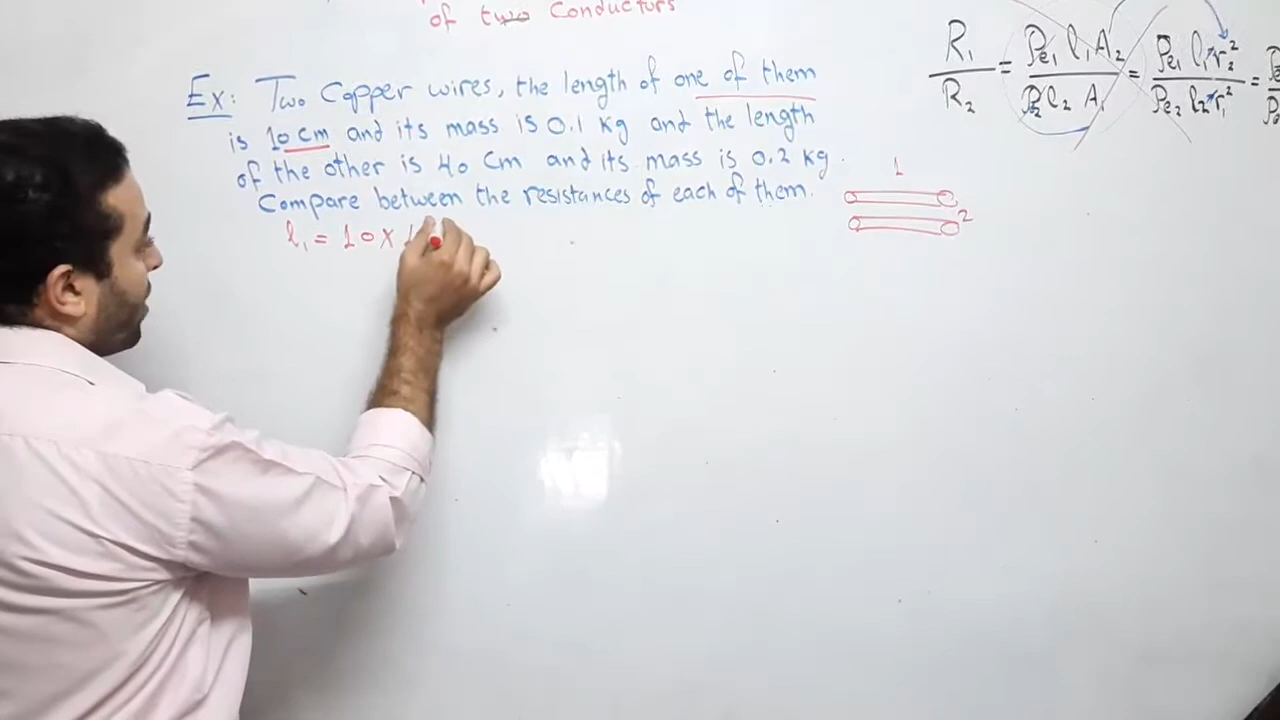 of two Conductors
Ex: Two Copper wires, the length of one of them
is 10 cm and its mass is 0.1 kg and the length
of the other is 40 Cm and its mass is 0.2 kg.
Compare between the resistances of each of them.
l₁ = 10 x
1
2
R₁/R₂ = ρe₁ l₁ A₂ / l₂ A₁ = ρe₁ l₁ r₂² / ρe₂ l₂ r₁² =